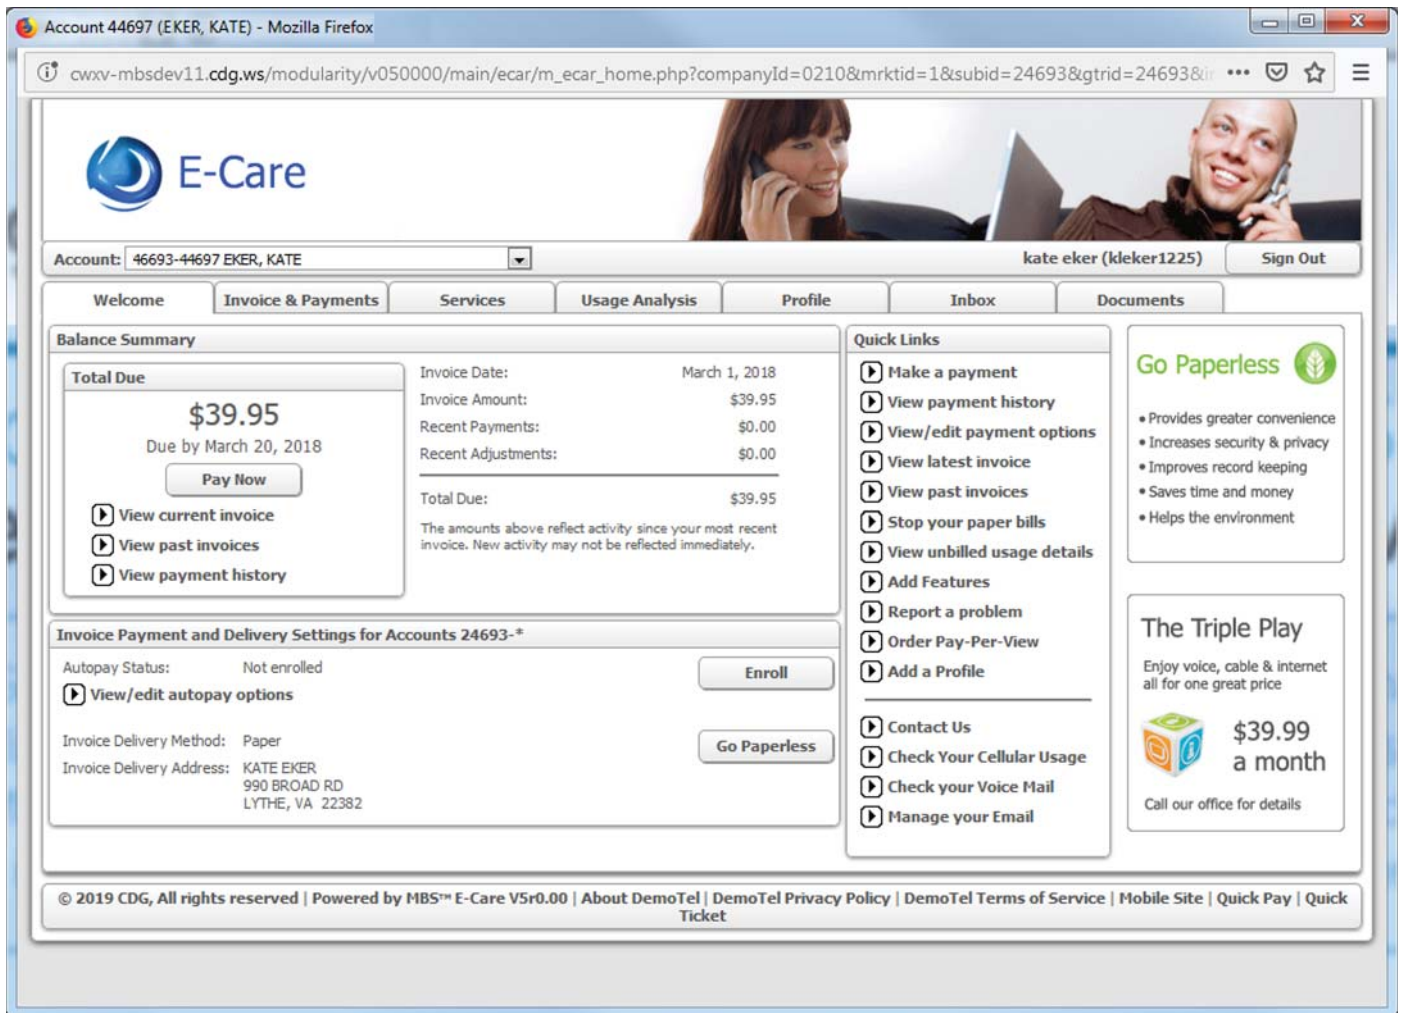 Account 44697 (EKER, KATE) - Mozilla Firefox
cwxv-mbsdev11.cdg.ws/modularity/v050000/main/ecar/m_ecar_home.php?companyId=0210&mrktid=1&subid=24693&gtrid=24693&
E-Care
Account: 46693-44697 EKER, KATE
kate eker (kleker1225)
Sign Out
Welcome
Invoice & Payments
Services
Usage Analysis
Profile
Inbox
Documents
Balance Summary
Total Due
$39.95
Due by March 20, 2018
Pay Now
View current invoice
View past invoices
View payment history
Invoice Date: March 1, 2018
Invoice Amount: $39.95
Recent Payments: $0.00
Recent Adjustments: $0.00
Total Due: $39.95
The amounts above reflect activity since your most recent
invoice. New activity may not be reflected immediately.
Invoice Payment and Delivery Settings for Accounts 24693-*
Autopay Status: Not enrolled
Enroll
View/edit autopay options
Invoice Delivery Method: Paper
Go Paperless
Invoice Delivery Address: KATE EKER
990 BROAD RD
LYTHE, VA 22382
Quick Links
Make a payment
View payment history
View/edit payment options
View latest invoice
View past invoices
Stop your paper bills
View unbilled usage details
Add Features
Report a problem
Order Pay-Per-View
Add a Profile
Contact Us
Check Your Cellular Usage
Check your Voice Mail
Manage your Email
Go Paperless
• Provides greater convenience
• Increases security & privacy
• Improves record keeping
• Saves time and money
• Helps the environment
The Triple Play
Enjoy voice, cable & internet
all for one great price
$39.99
a month
Call our office for details
© 2019 CDG, All rights reserved | Powered by MBS™ E-Care V5r0.00 | About DemoTel | DemoTel Privacy Policy | DemoTel Terms of Service | Mobile Site | Quick Pay | Quick
Ticket